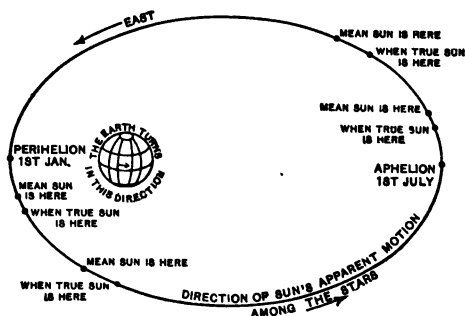 EAST
MEAN SUN IS HERE
WHEN TRUE SUN
IS HERE
MEAN SUN IS HERE
WHEN TRUE SUN
IS HERE
THE EARTH TURNS
IN THIS DIRECTION
PERIHELION
1ST JAN.
APHELION
1ST JULY
MEAN SUN
IS HERE
WHEN TRUE SUN
IS HERE
MEAN SUN IS HERE
WHEN TRUE SUN
IS HERE
DIRECTION OF SUN'S APPARENT MOTION
AMONG THE STARS